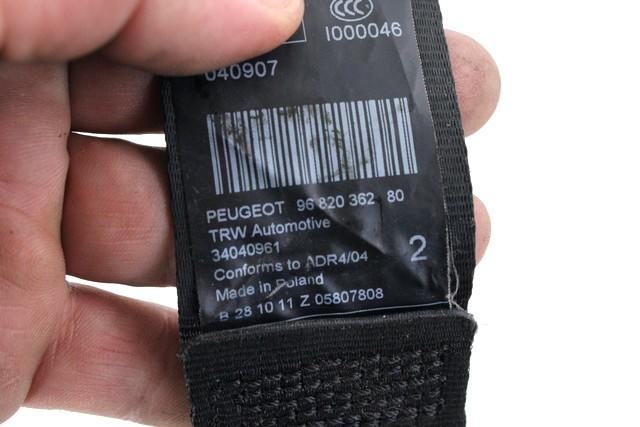 CCC
I000046
040907
PEUGEOT 96 820 362 80
TRW Automotive
34040961
Conforms to ADR4/04
2
Made in Poland
B 28 10 11 Z 05807808